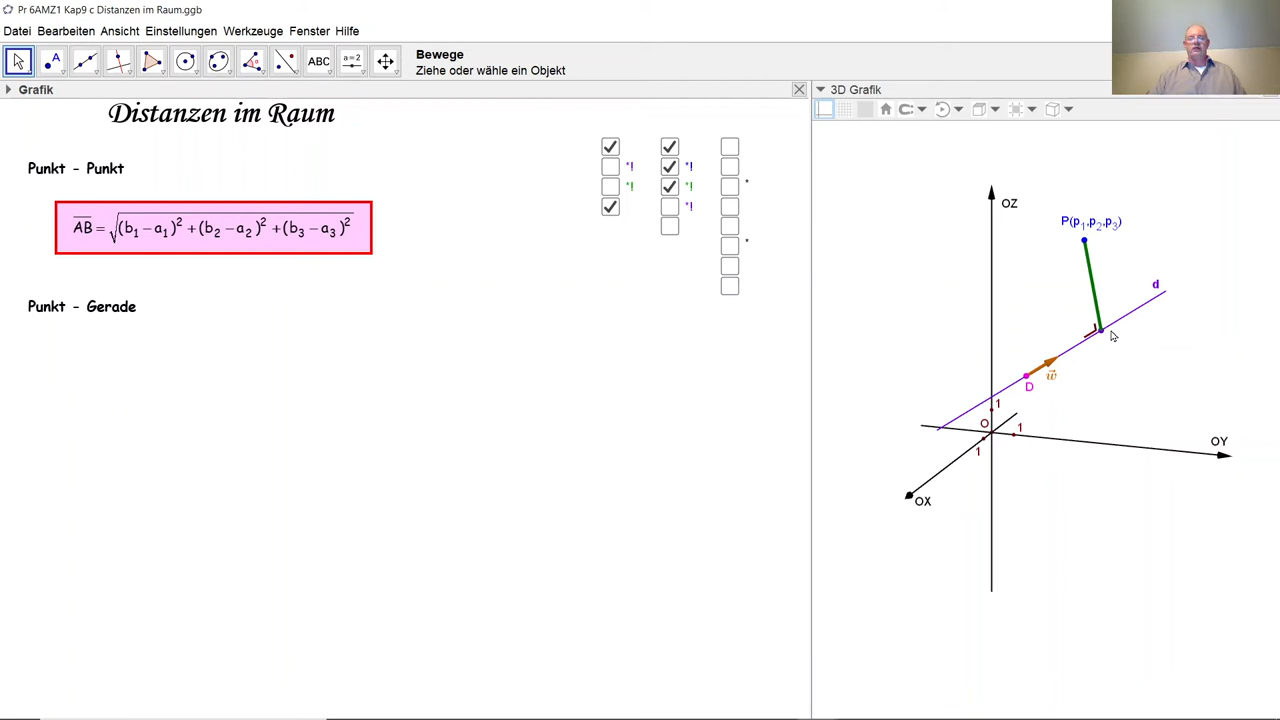 Pr 6AMZ1 Kap9 c Distanzen im Raum.ggb
Datei Bearbeiten Ansicht Einstellungen Werkzeuge Fenster Hilfe
A
ABC
a=2
Bewege
Ziehe oder wähle ein Objekt
Grafik
3D Grafik
Distanzen im Raum
Punkt - Punkt
AB = √(b₁-a₁)² + (b₂-a₂)² + (b₃-a₃)²
Punkt - Gerade
*!
*!
*!
*!
*!
*
*
OZ
P(p₁,p₂,p₃)
d
w
D
1
O
1
1
OY
OX